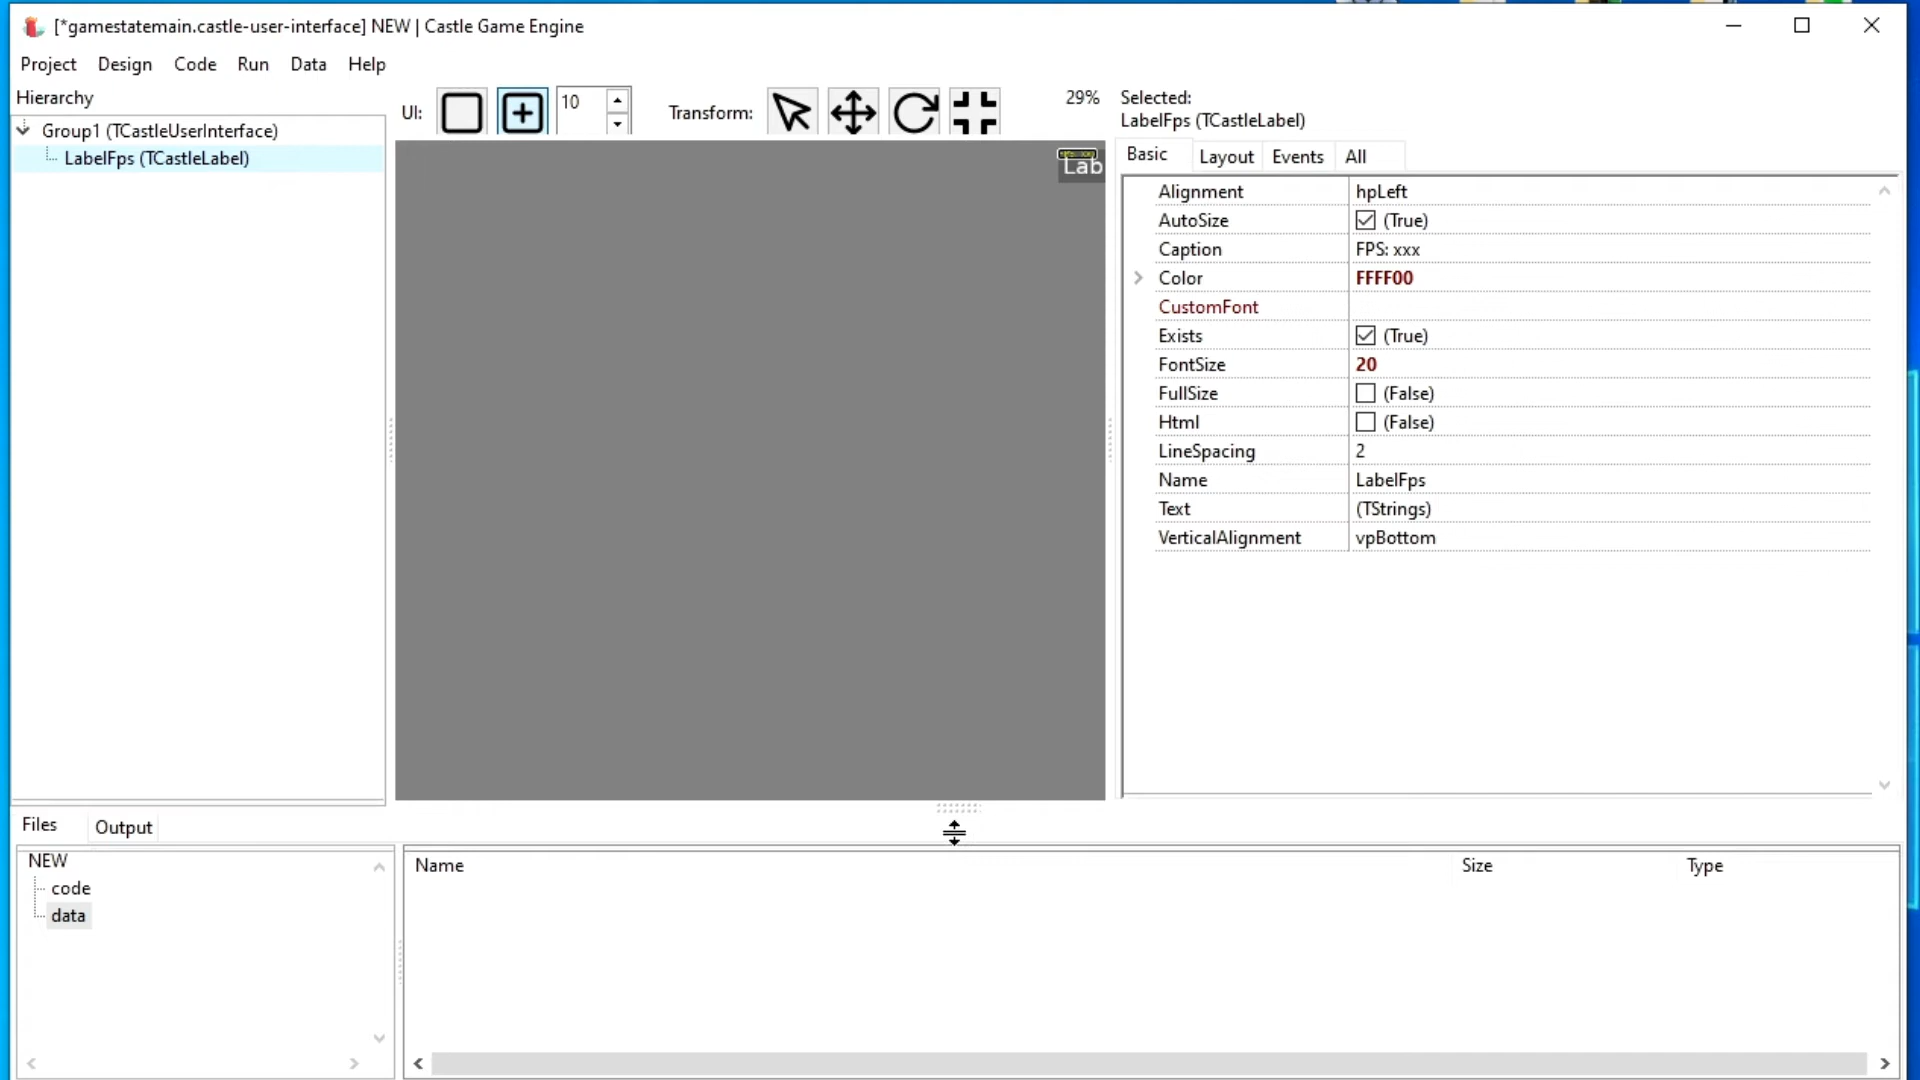 [*gamestatemain.castle-user-interface] NEW | Castle Game Engine
Project Design Code Run Data Help
Hierarchy
Group1 (TCastleUserInterface)
LabelFps (TCastleLabel)
UI: 10 Transform: 29%
Lab
Selected:
LabelFps (TCastleLabel)
Basic Layout Events All
Alignment hpLeft
AutoSize (True)
Caption FPS: xxx
Color FFFF00
CustomFont
Exists (True)
FontSize 20
FullSize (False)
Html (False)
LineSpacing 2
Name LabelFps
Text (TStrings)
VerticalAlignment vpBottom
Files Output
NEW
code
data
Name Size Type